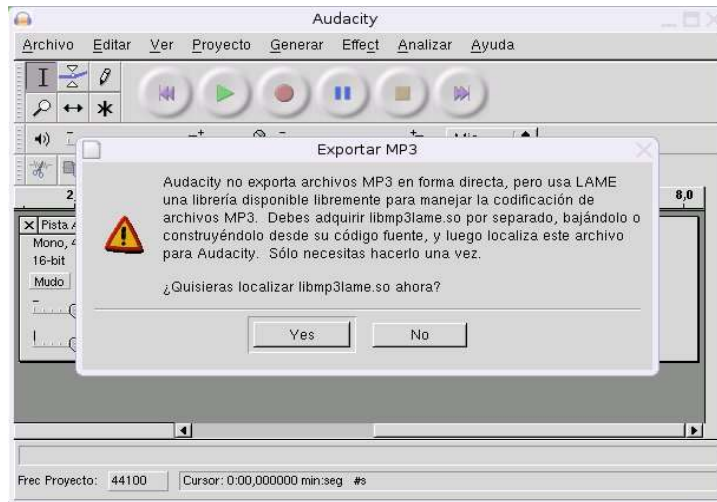 Audacity
Archivo Editar Ver Proyecto Generar Efecto Analizar Ayuda
Exportar MP3
Audacity no exporta archivos MP3 en forma directa, pero usa LAME
una librería disponible libremente para manejar la codificación de
archivos MP3. Debes adquirir libmp3lame.so por separado, bajándolo o
construyéndolo desde su código fuente, y luego localiza este archivo
para Audacity. Sólo necesitas hacerlo una vez.
¿Quisieras localizar libmp3lame.so ahora?
Yes No
8,0
Pista
Mono,
16-bit
Mudo
Frec Proyecto: 44100 Cursor: 0:00,000000 min:seg #s